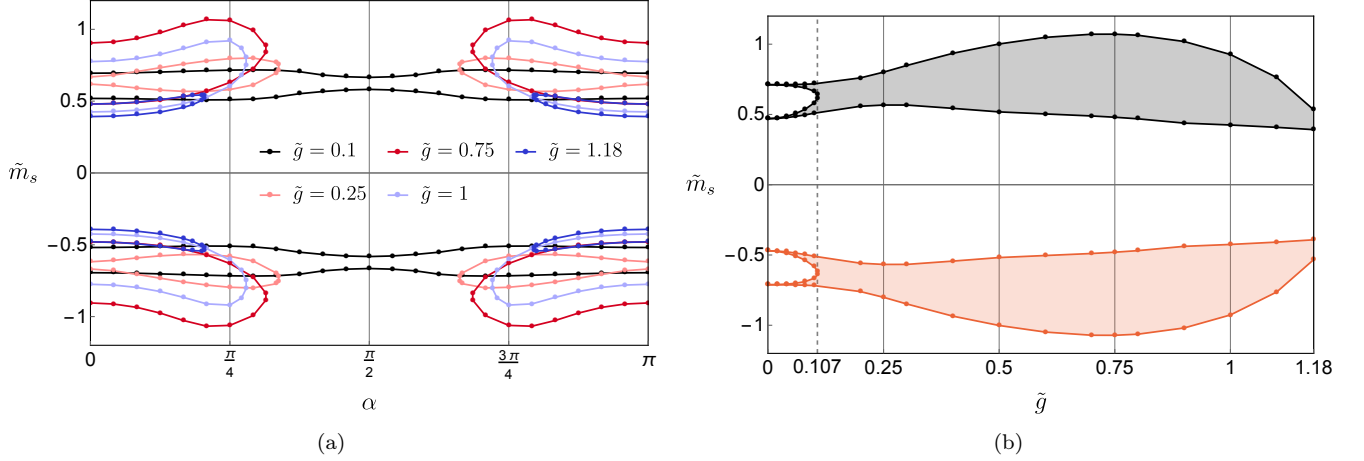 1
0.5
0
-0.5
-1
m̃ₛ
g̃ = 0.1 g̃ = 0.75 g̃ = 1.18
g̃ = 0.25 g̃ = 1
0 π/4 π/2 3π/4 π
α
(a)
1
0.5
0
-0.5
-1
m̃ₛ
0 0.107 0.25 0.5 0.75 1 1.18
g̃
(b)